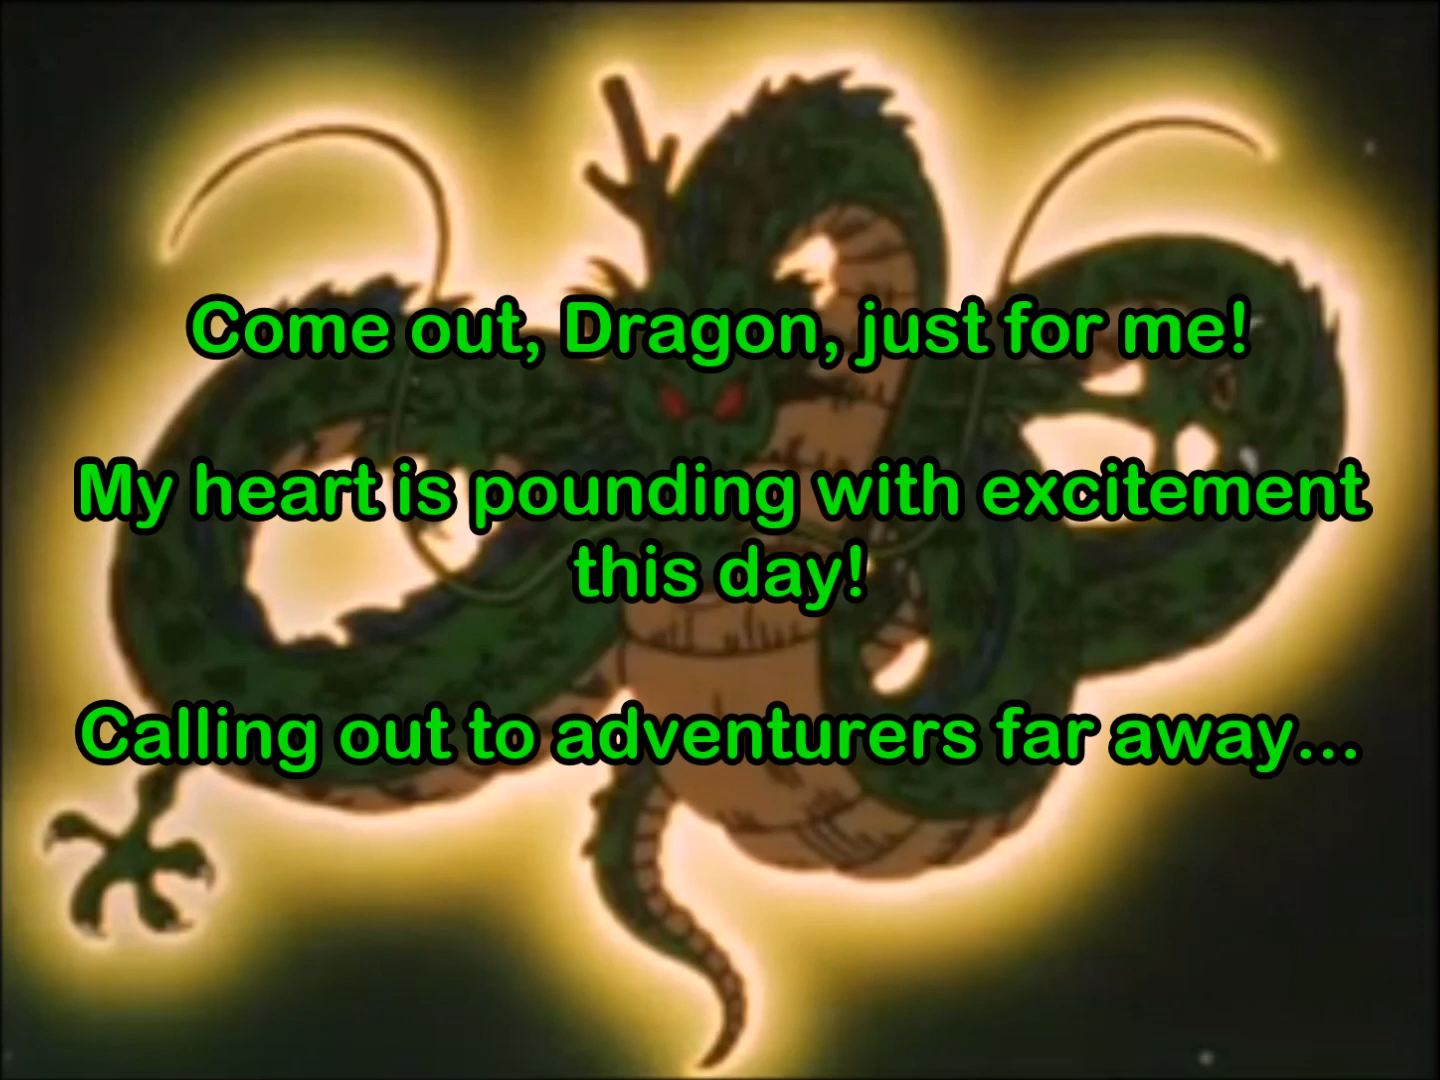 Come out, Dragon, just for me!
My heart is pounding with excitement
this day!
Calling out to adventurers far away...